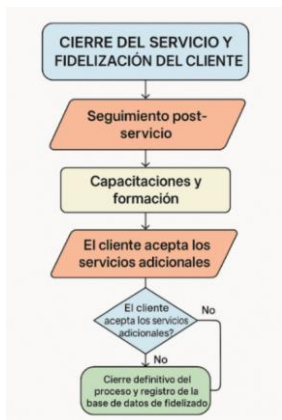 CIERRE DEL SERVICIO Y
FIDELIZACIÓN DEL CLIENTE
Seguimiento post-
servicio
Capacitaciones y
formación
El cliente acepta los
servicios adicionales
El cliente
acepta los servicios
adicionales?
No
No
Cierre definitivo del
proceso y registro de la
base de datos de fidelizado